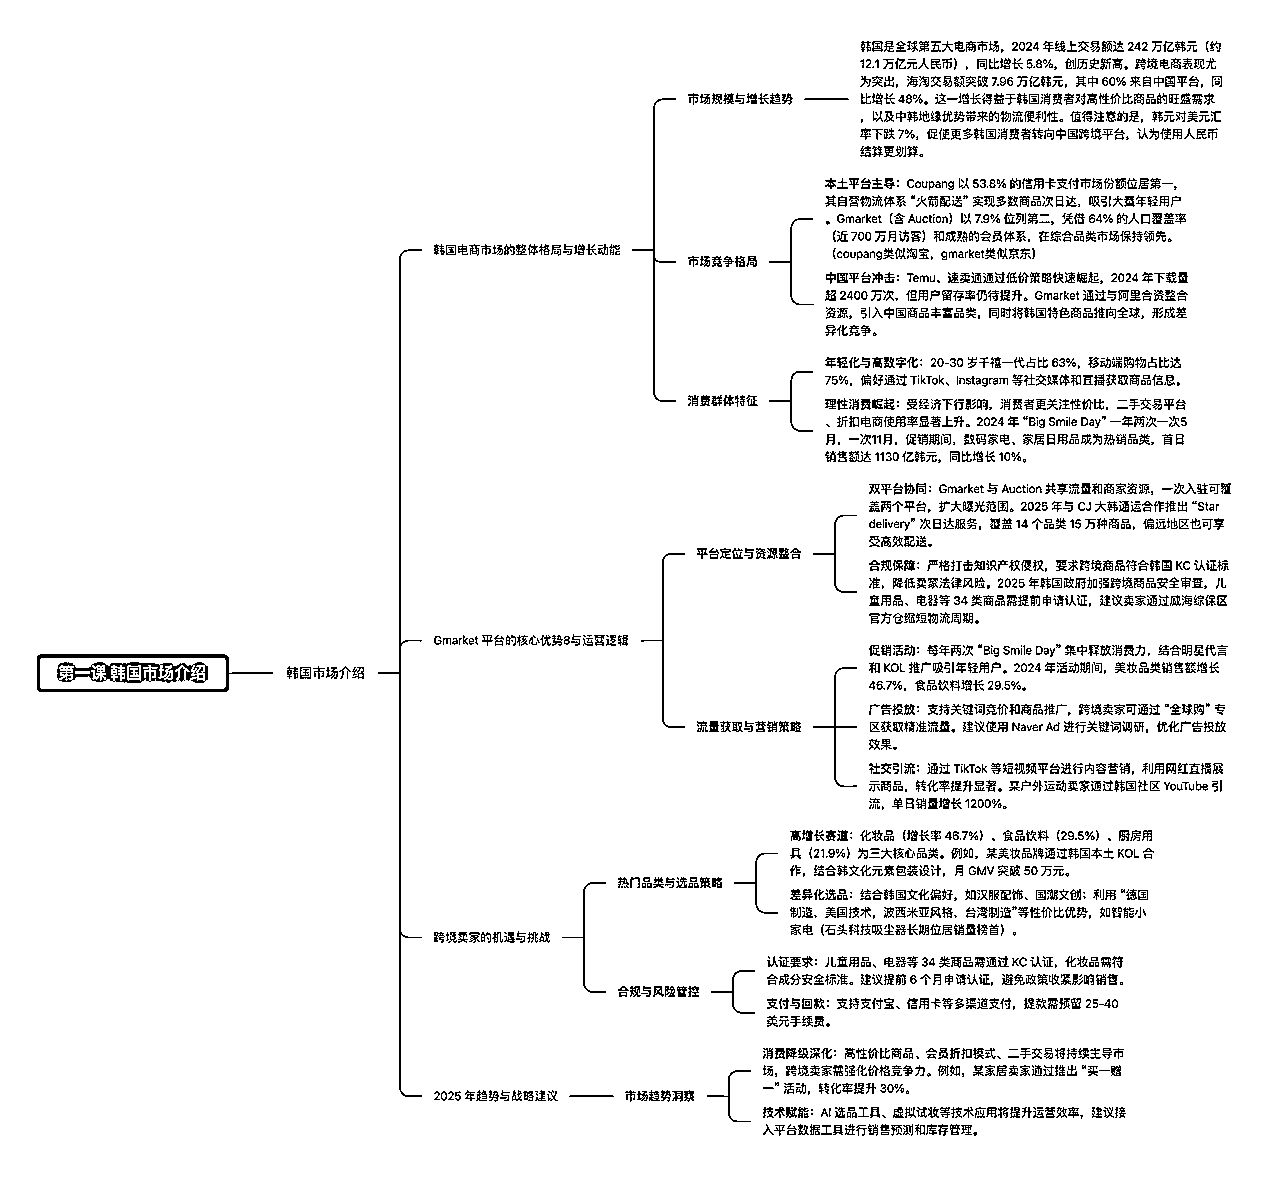 第一课 韩国市场介绍
韩国市场介绍
韩国电商市场的整体格局与增长动能
市场规模与增长趋势
韩国是全球第五大电商市场，2024 年线上交易额达 242 万亿韩元（约
12.1 万亿元人民币），同比增长 5.8%，创历史新高。跨境电商表现尤
为突出，海淘交易额突破 7.96 万亿韩元，其中 60% 来自中国平台，同
比增长 48%。这一增长得益于韩国消费者对高性价比商品的旺盛需求
，以及中韩地缘优势带来的物流便利性。值得注意的是，韩元对美元汇
率下跌 7%，促使更多韩国消费者转向中国跨境平台，认为使用人民币
结算更划算。
市场竞争格局
本土平台主导：Coupang 以 53.8% 的信用卡支付市场份额位居第一，
其自营物流体系 “火箭配送” 实现多数商品次日达，吸引大量年轻用户
。Gmarket（含 Auction）以 7.9% 位列第二，凭借 64% 的人口覆盖率
（近 700 万月访客）和成熟的会员体系，在综合品类市场保持领先。
（coupang类似淘宝，gmarket类似京东）
中国平台冲击：Temu、速卖通通过低价策略快速崛起，2024 年下载量
超 2400 万次，但用户留存率仍待提升。Gmarket 通过与阿里合资整合
资源，引入中国商品丰富品类，同时将韩国特色商品推向全球，形成差
异化竞争。
消费群体特征
年轻化与高数字化：20-30 岁千禧一代占比 63%，移动端购物占比达
75%，偏好通过 TikTok、Instagram 等社交媒体和直播获取商品信息。
理性消费崛起：受经济下行影响，消费者更关注性价比，二手交易平台
、折扣电商使用率显著上升。2024 年 “Big Smile Day” 一年两次一次5
月，一次11月，促销期间，数码家电、家居日用品成为热销品类，首日
销售额达 1130 亿韩元，同比增长 10%。
Gmarket 平台的核心优势8与运营逻辑
平台定位与资源整合
双平台协同：Gmarket 与 Auction 共享流量和商家资源，一次入驻可覆
盖两个平台，扩大曝光范围。2025 年与 CJ 大韩通运合作推出 “Star
delivery” 次日达服务，覆盖 14 个品类 15 万种商品，偏远地区也可享
受高效配送。
合规保障：严格打击知识产权侵权，要求跨境商品符合韩国 KC 认证标
准，降低卖家法律风险。2025 年韩国政府加强跨境商品安全审查，儿
童用品、电器等 34 类商品需提前申请认证，建议卖家通过威海综保区
官方仓缩短物流周期。
流量获取与营销策略
促销活动：每年两次 “Big Smile Day” 集中释放消费力，结合明星代言
和 KOL 推广吸引年轻用户。2024 年活动期间，美妆品类销售额增长
46.7%，食品饮料增长 29.5%。
广告投放：支持关键词竞价和商品推广，跨境卖家可通过 “全球购” 专
区获取精准流量。建议使用 Naver Ad 进行关键词调研，优化广告投放
效果。
社交引流：通过 TikTok 等短视频平台进行内容营销，利用网红直播展
示商品，转化率提升显著。某户外运动卖家通过韩国社区 YouTube 引
流，单日销量增长 1200%。
跨境卖家的机遇与挑战
热门品类与选品策略
高增长赛道：化妆品（增长率 46.7%）、食品饮料（29.5%）、厨房用
具（21.9%）为三大核心品类。例如，某美妆品牌通过韩国本土 KOL 合
作，结合韩文化元素包装设计，月 GMV 突破 50 万元。
差异化选品：结合韩国文化偏好，如汉服配饰、国潮文创；利用 “德国
制造、美国技术，波西米亚风格、台湾制造”等性价比优势，如智能小
家电（石头科技吸尘器长期位居销量榜首）。
合规与风险管控
认证要求：儿童用品、电器等 34 类商品需通过 KC 认证，化妆品需符
合成分安全标准。建议提前 6 个月申请认证，避免政策收紧影响销售。
支付与回款：支持支付宝、信用卡等多渠道支付，提款需预留 25-40
美元手续费。
2025 年趋势与战略建议
市场趋势洞察
消费降级深化：高性价比商品、会员折扣模式、二手交易将持续主导市
场，跨境卖家需强化价格竞争力。例如，某家居卖家通过推出 “买一赠
一” 活动，转化率提升 30%。
技术赋能：AI 选品工具、虚拟试妆等技术应用将提升运营效率，建议接
入平台数据工具进行销售预测和库存管理。